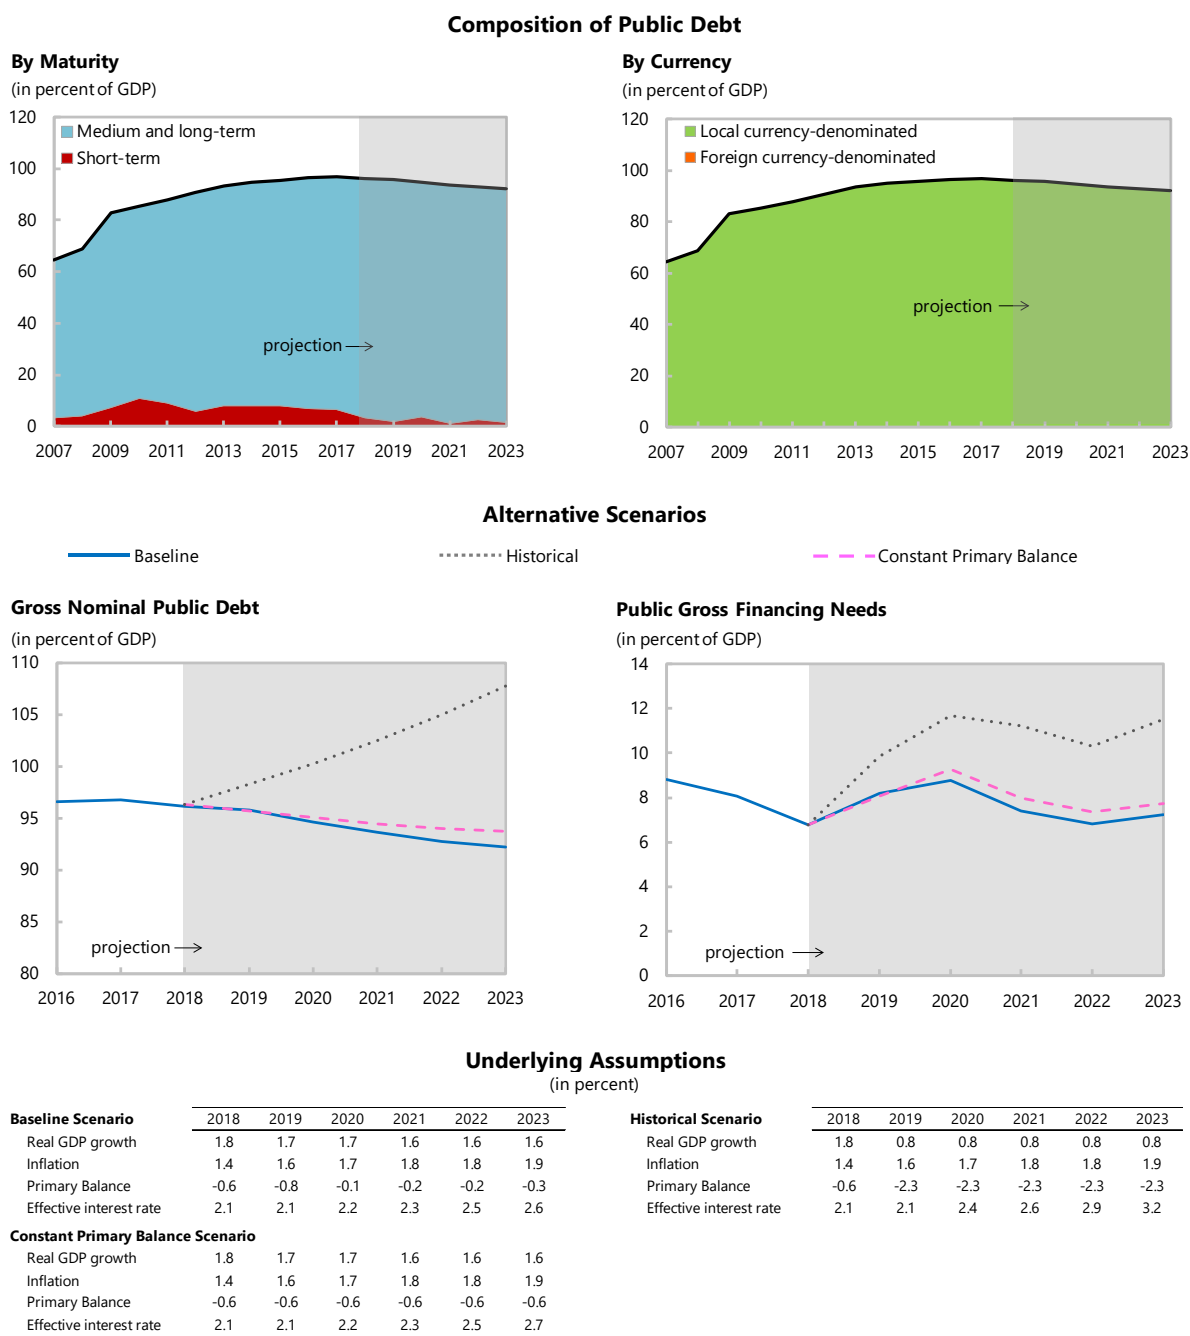 Composition of Public Debt
By Maturity
(in percent of GDP)
120
100
80
60
40
20
0
Medium and long-term
Short-term
projection
2007 2009 2011 2013 2015 2017 2019 2021 2023
By Currency
(in percent of GDP)
120
100
80
60
40
20
0
Local currency-denominated
Foreign currency-denominated
projection
2007 2009 2011 2013 2015 2017 2019 2021 2023
Alternative Scenarios
Baseline Historical Constant Primary Balance
Gross Nominal Public Debt
(in percent of GDP)
110
105
100
95
90
85
80
projection
2016 2017 2018 2019 2020 2021 2022 2023
Public Gross Financing Needs
(in percent of GDP)
14
12
10
8
6
4
2
0
projection
2016 2017 2018 2019 2020 2021 2022 2023
Underlying Assumptions
(in percent)
Baseline Scenario 2018 2019 2020 2021 2022 2023
Real GDP growth 1.8 1.7 1.7 1.6 1.6 1.6
Inflation 1.4 1.6 1.7 1.8 1.8 1.9
Primary Balance -0.6 -0.8 -0.1 -0.2 -0.2 -0.3
Effective interest rate 2.1 2.1 2.2 2.3 2.5 2.6
Constant Primary Balance Scenario
Real GDP growth 1.8 1.7 1.7 1.6 1.6 1.6
Inflation 1.4 1.6 1.7 1.8 1.8 1.9
Primary Balance -0.6 -0.6 -0.6 -0.6 -0.6 -0.6
Effective interest rate 2.1 2.1 2.2 2.3 2.5 2.7
Historical Scenario 2018 2019 2020 2021 2022 2023
Real GDP growth 1.8 0.8 0.8 0.8 0.8 0.8
Inflation 1.4 1.6 1.7 1.8 1.8 1.9
Primary Balance -0.6 -2.3 -2.3 -2.3 -2.3 -2.3
Effective interest rate 2.1 2.1 2.4 2.6 2.9 3.2